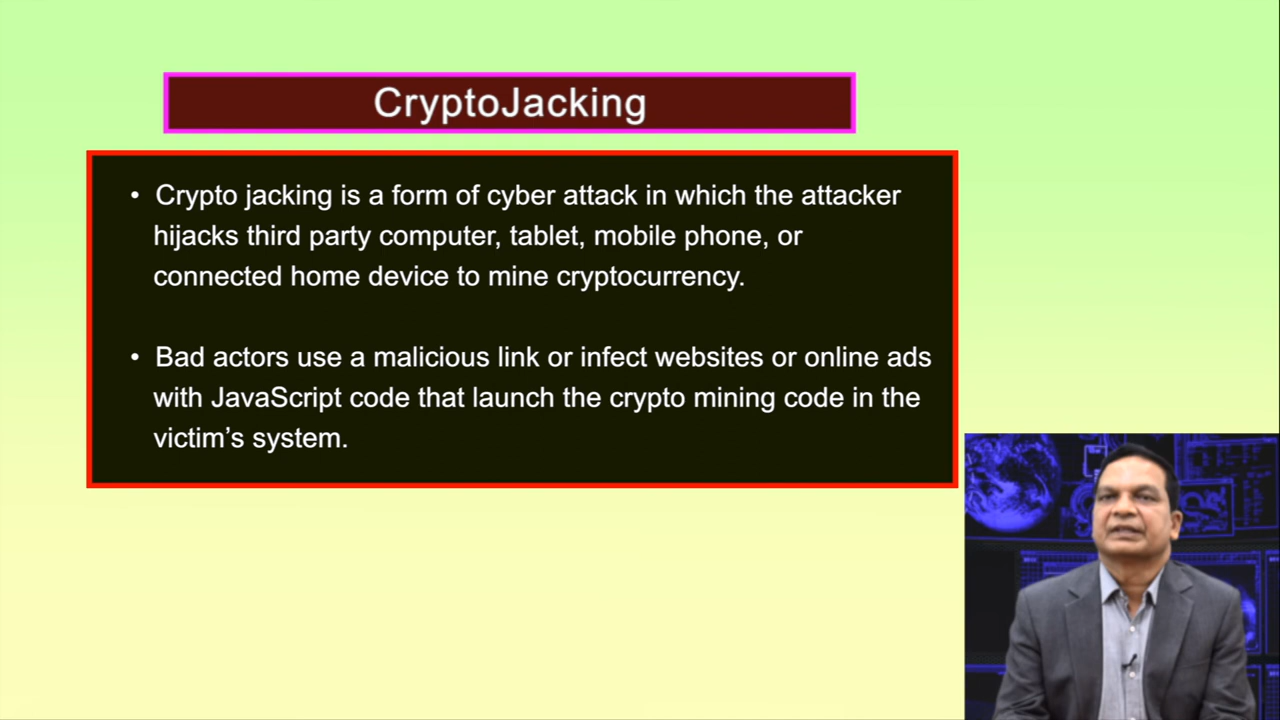 CryptoJacking
• Crypto jacking is a form of cyber attack in which the attacker
hijacks third party computer, tablet, mobile phone, or
connected home device to mine cryptocurrency.
• Bad actors use a malicious link or infect websites or online ads
with JavaScript code that launch the crypto mining code in the
victim’s system.